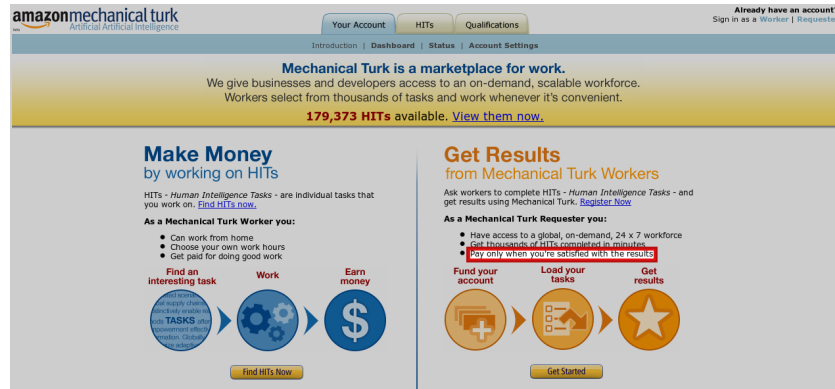 amazonmechanical turk
beta
Artificial Artificial Intelligence
Your Account
HITs
Qualifications
Already have an account?
Sign in as a Worker | Requester
Introduction | Dashboard | Status | Account Settings
Mechanical Turk is a marketplace for work.
We give businesses and developers access to an on-demand, scalable workforce.
Workers select from thousands of tasks and work whenever it's convenient.
179,373 HITs available. View them now.
Make Money
by working on HITs
HITs - Human Intelligence Tasks - are individual tasks that
you work on. Find HITs now.
As a Mechanical Turk Worker you:
• Can work from home
• Choose your own work hours
• Get paid for doing good work
Find an
interesting task
Work
Earn
money
TASKS
$
Find HITs Now
Get Results
from Mechanical Turk Workers
Ask workers to complete HITs - Human Intelligence Tasks - and
get results using Mechanical Turk. Register Now
As a Mechanical Turk Requester you:
• Have access to a global, on-demand, 24 x 7 workforce
• Get thousands of HITs completed in minutes
• Pay only when you're satisfied with the results
Fund your
account
Load your
tasks
Get
results
Get Started